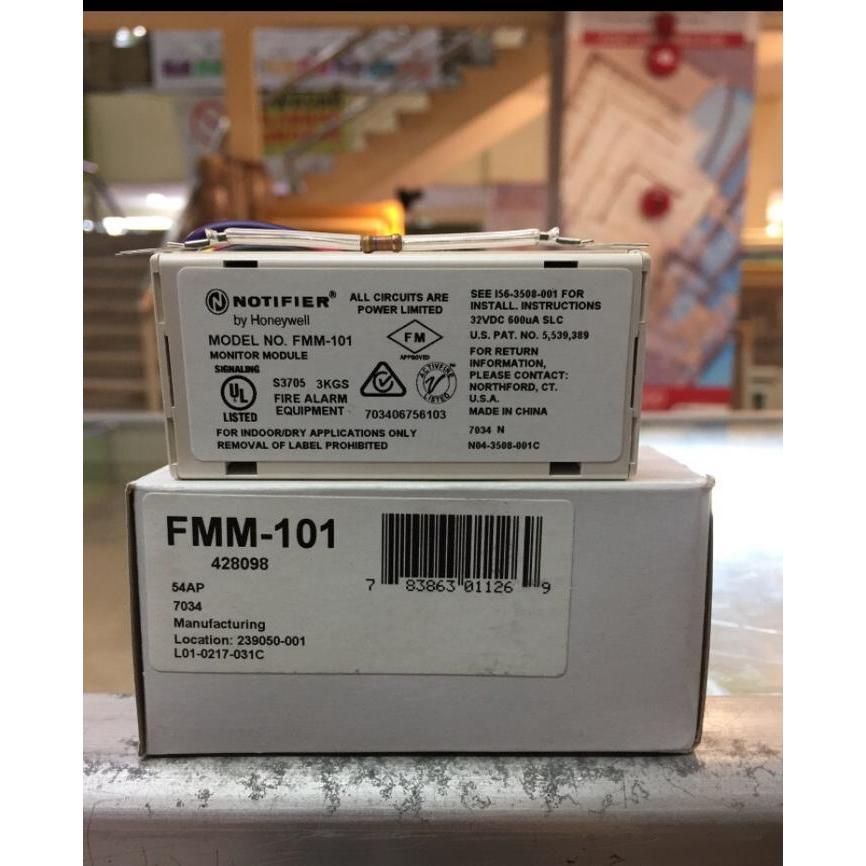 NOTIFIER®
by Honeywell
MODEL NO. FMM-101
MONITOR MODULE
SIGNALING
UL
LISTED
S3705 3KGS
FIRE ALARM
EQUIPMENT
FOR INDOOR/DRY APPLICATIONS ONLY
REMOVAL OF LABEL PROHIBITED
ALL CIRCUITS ARE
POWER LIMITED
FM
APPROVED
ACTIVFIRE
LISTED
703406756103
SEE I56-3508-001 FOR
INSTALL. INSTRUCTIONS
32VDC 600uA SLC
U.S. PAT. NO. 5,539,389
FOR RETURN
INFORMATION,
PLEASE CONTACT:
NORTHFORD, CT.
U.S.A.
MADE IN CHINA
7034 N
N04-3508-001C
FMM-101
428098
54AP
7034
Manufacturing
Location: 239050-001
L01-0217-031C
7 83863 01126 9